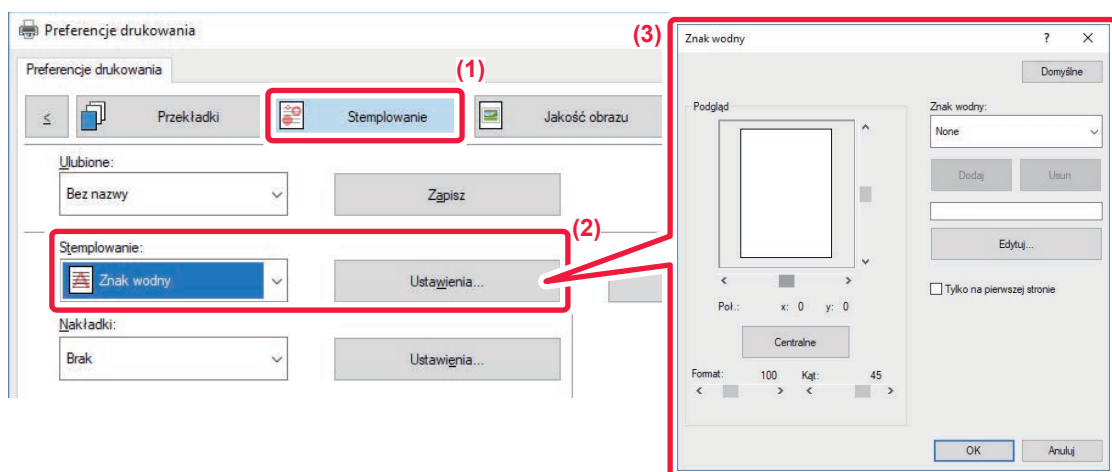 Preferencje drukowania
Preferencje drukowania
(1)
< Przekładki Stemplowanie Jakość obrazu
Ulubione:
Bez nazwy Zapisz
(2)
Stemplowanie:
Znak wodny Ustawienia...
Nakładki:
Brak Ustawienia...
(3)
Znak wodny ? X
Domyślne
Podgląd
Znak wodny:
None
Dodaj Usun
Edytuj...
Tylko na pierwszej stronie
Poł.: x: 0 y: 0
Centralne
Format: 100 Kąt: 45
< > < >
OK Anuluj